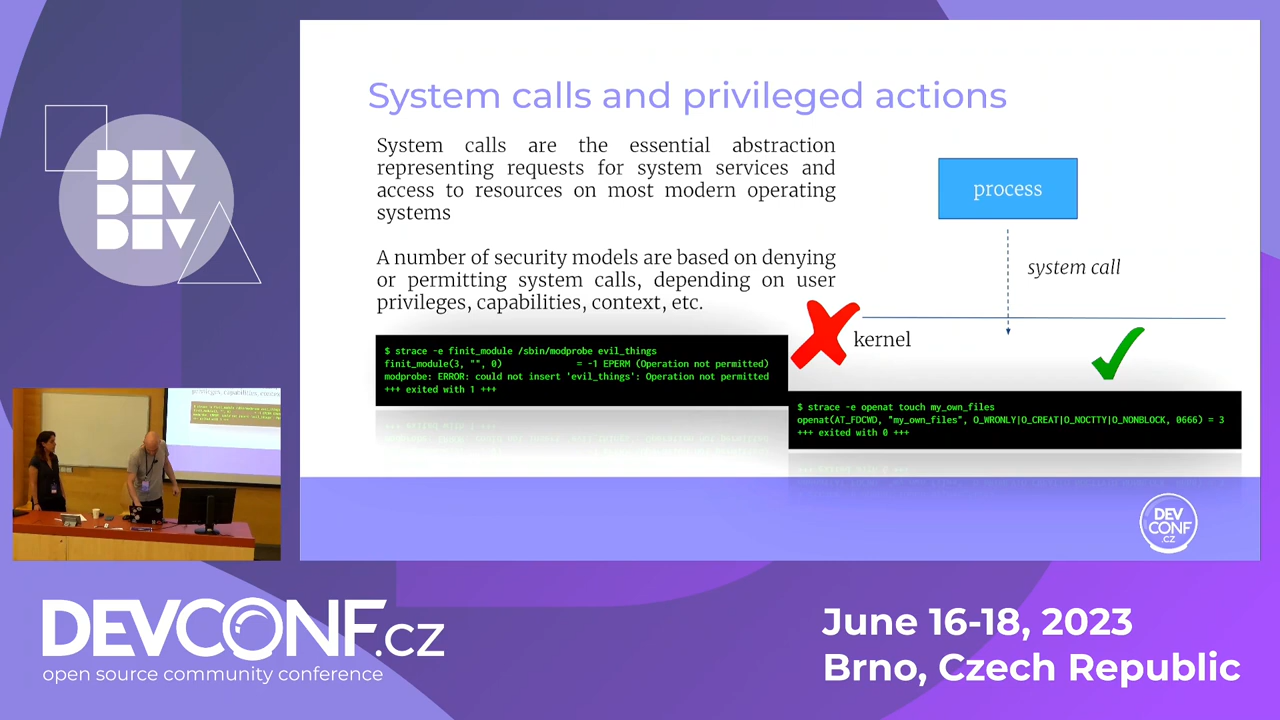 System calls and privileged actions
System calls are the essential abstraction
representing requests for system services and
access to resources on most modern operating
systems
A number of security models are based on denying
or permitting system calls, depending on user
privileges, capabilities, context, etc.
process
system call
kernel
$ strace -e finit_module /sbin/modprobe evil_things
finit_module(3, "", 0) = -1 EPERM (Operation not permitted)
modprobe: ERROR: could not insert 'evil_things': Operation not permitted
+++ exited with 1 +++
$ strace -e openat touch my_own_files
openat(AT_FDCWD, "my_own_files", O_WRONLY|O_CREAT|O_NOCTTY|O_NONBLOCK, 0666) = 3
+++ exited with 0 +++
DEV
DEV
DEV
DEV
CONF
.CZ
DEVCONF.cz
open source community conference
June 16-18, 2023
Brno, Czech Republic